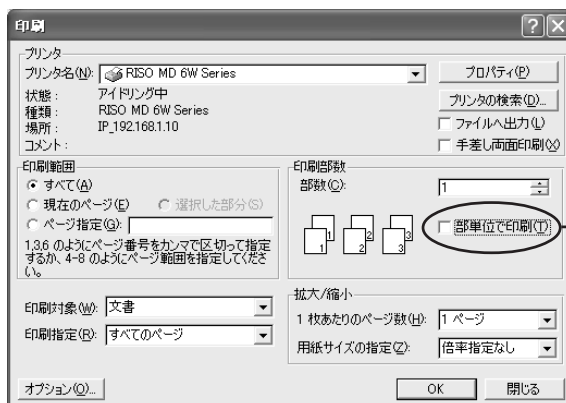 印刷
プリンタ
プリンタ名(N): RISO MD 6W Series
プロパティ(P)
状態: アイドリング中
プリンタの検索(D)...
種類: RISO MD 6W Series
場所: IP_192.168.1.10
ファイルへ出力(L)
コメント:
手差し両面印刷(X)
印刷範囲
すべて(A)
現在のページ(E) 選択した部分(S)
ページ指定(G):
1,3,6 のようにページ番号をカンマで区切って指定
するか、4-8 のようにページ範囲を指定してくださ
い。
印刷部数
部数(C): 1
1 1 2 2 3 3
部単位で印刷(T)
印刷対象(W): 文書
印刷指定(R): すべてのページ
拡大/縮小
1 枚あたりのページ数(H): 1 ページ
用紙サイズの指定(Z): 倍率指定なし
オプション(O)...
OK 閉じる